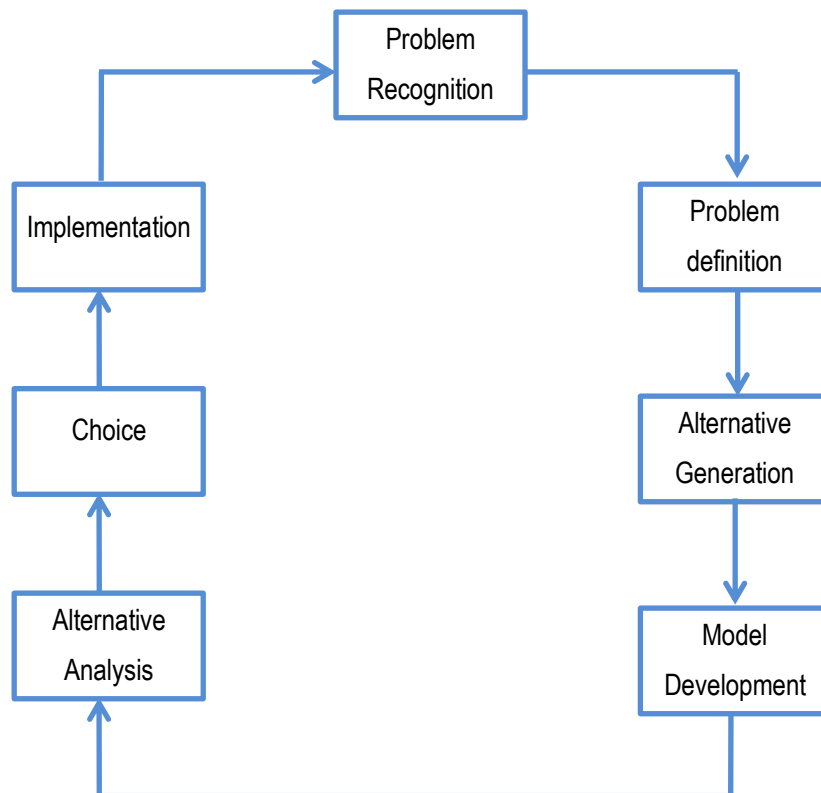 Problem
Recognition
Problem
definition
Alternative
Generation
Model
Development
Alternative
Analysis
Choice
Implementation